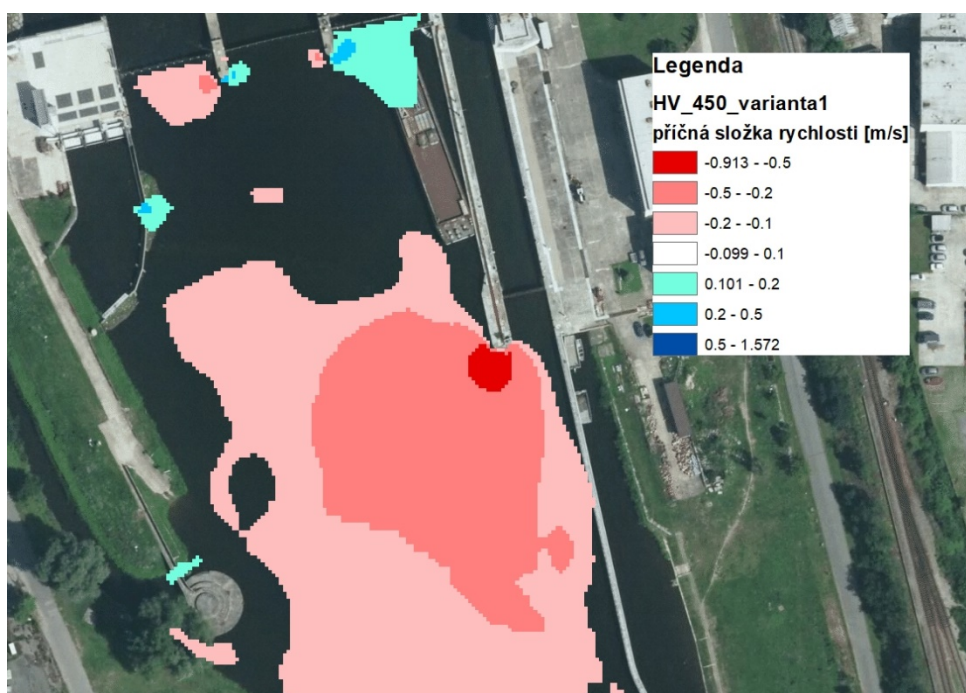 Legenda
HV_450_varianta1
příčná složka rychlosti [m/s]
-0.913 - -0.5
-0.5 - -0.2
-0.2 - -0.1
-0.099 - 0.1
0.101 - 0.2
0.2 - 0.5
0.5 - 1.572